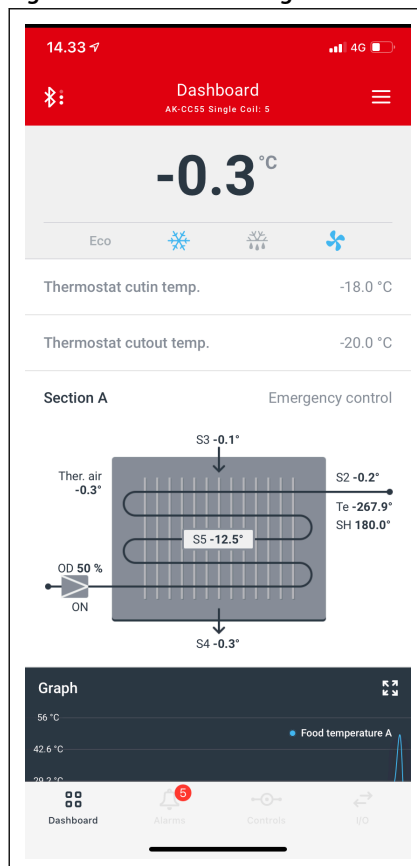 14.33
4G
Dashboard
AK-CC55 Single Coil: 5
-0.3°C
Eco
Thermostat cutin temp. -18.0 °C
Thermostat cutout temp. -20.0 °C
Section A Emergency control
S3 -0.1°
Ther. air
-0.3°
S2 -0.2°
Te -267.9°
SH 180.0°
S5 -12.5°
OD 50 %
ON
S4 -0.3°
Graph
56 °C
Food temperature A
42.6 °C
29.2 °C
5
Dashboard Alarms Controls I/O